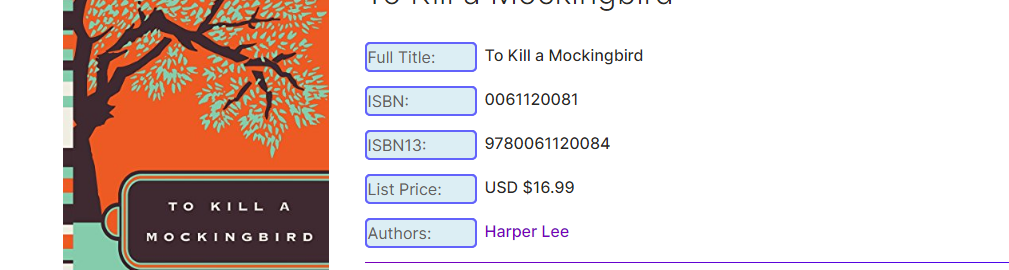 To Kill a Mockingbird
Full Title: To Kill a Mockingbird
ISBN: 0061120081
ISBN13: 9780061120084
List Price: USD $16.99
Authors: Harper Lee
TO KILL A
MOCKINGBIRD